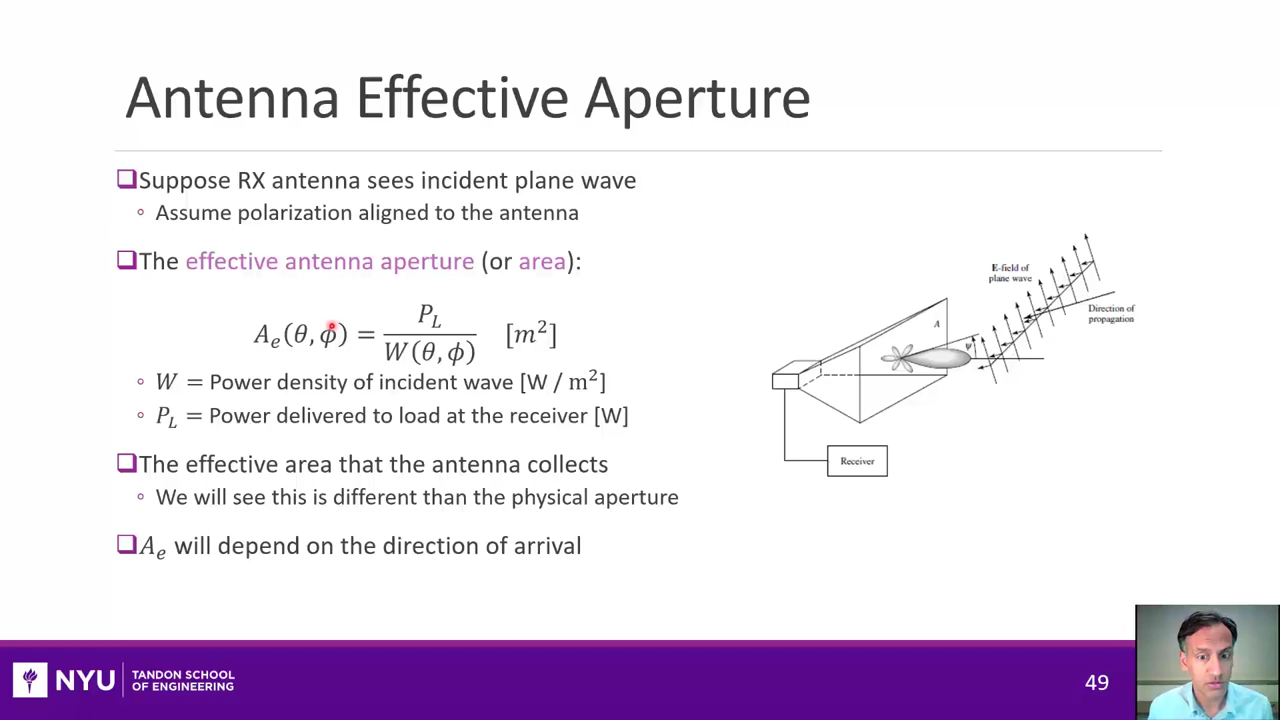 Antenna Effective Aperture
❑Suppose RX antenna sees incident plane wave
◦ Assume polarization aligned to the antenna
❑The effective antenna aperture (or area):
A_e(θ, ϕ) = P_L / W(θ, ϕ) [m²]
◦ W = Power density of incident wave [W / m²]
◦ P_L = Power delivered to load at the receiver [W]
❑The effective area that the antenna collects
◦ We will see this is different than the physical aperture
❑A_e will depend on the direction of arrival
E-field of
plane wave
Direction of
propagation
A
ψ
Receiver
NYU
TANDON SCHOOL
OF ENGINEERING
49